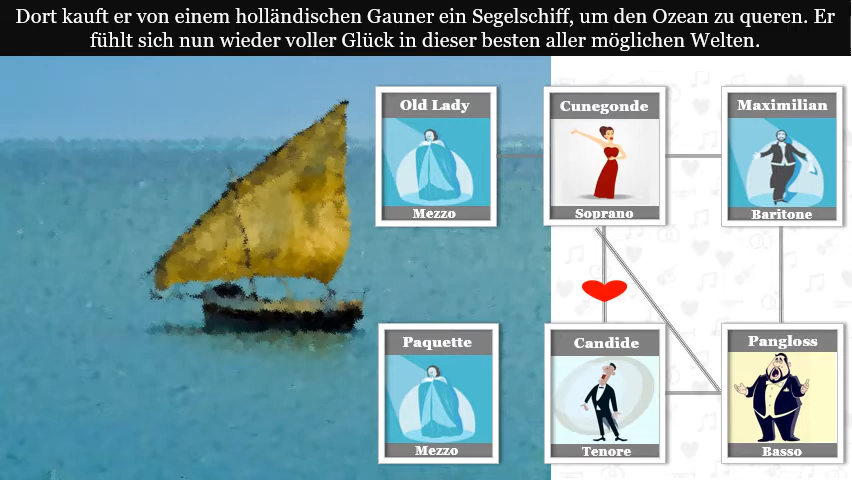 Dort kauft er von einem holländischen Gauner ein Segelschiff, um den Ozean zu queren. Er
fühlt sich nun wieder voller Glück in dieser besten aller möglichen Welten.
Old Lady
Mezzo
Cunegonde
Soprano
Maximilian
Baritone
Paquette
Mezzo
Candide
Tenore
Pangloss
Basso